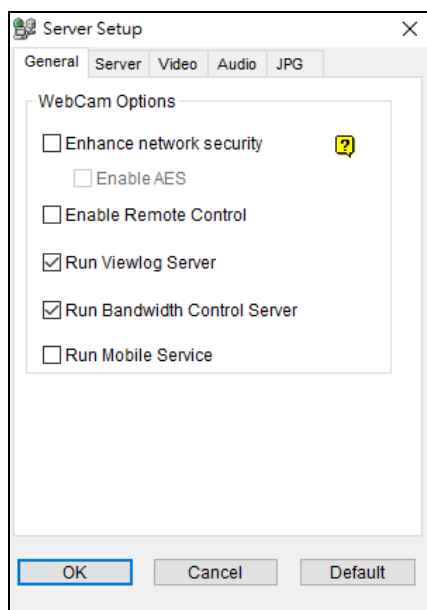 Server Setup
General Server Video Audio JPG
WebCam Options
Enhance network security
?
Enable AES
Enable Remote Control
Run Viewlog Server
Run Bandwidth Control Server
Run Mobile Service
OK Cancel Default